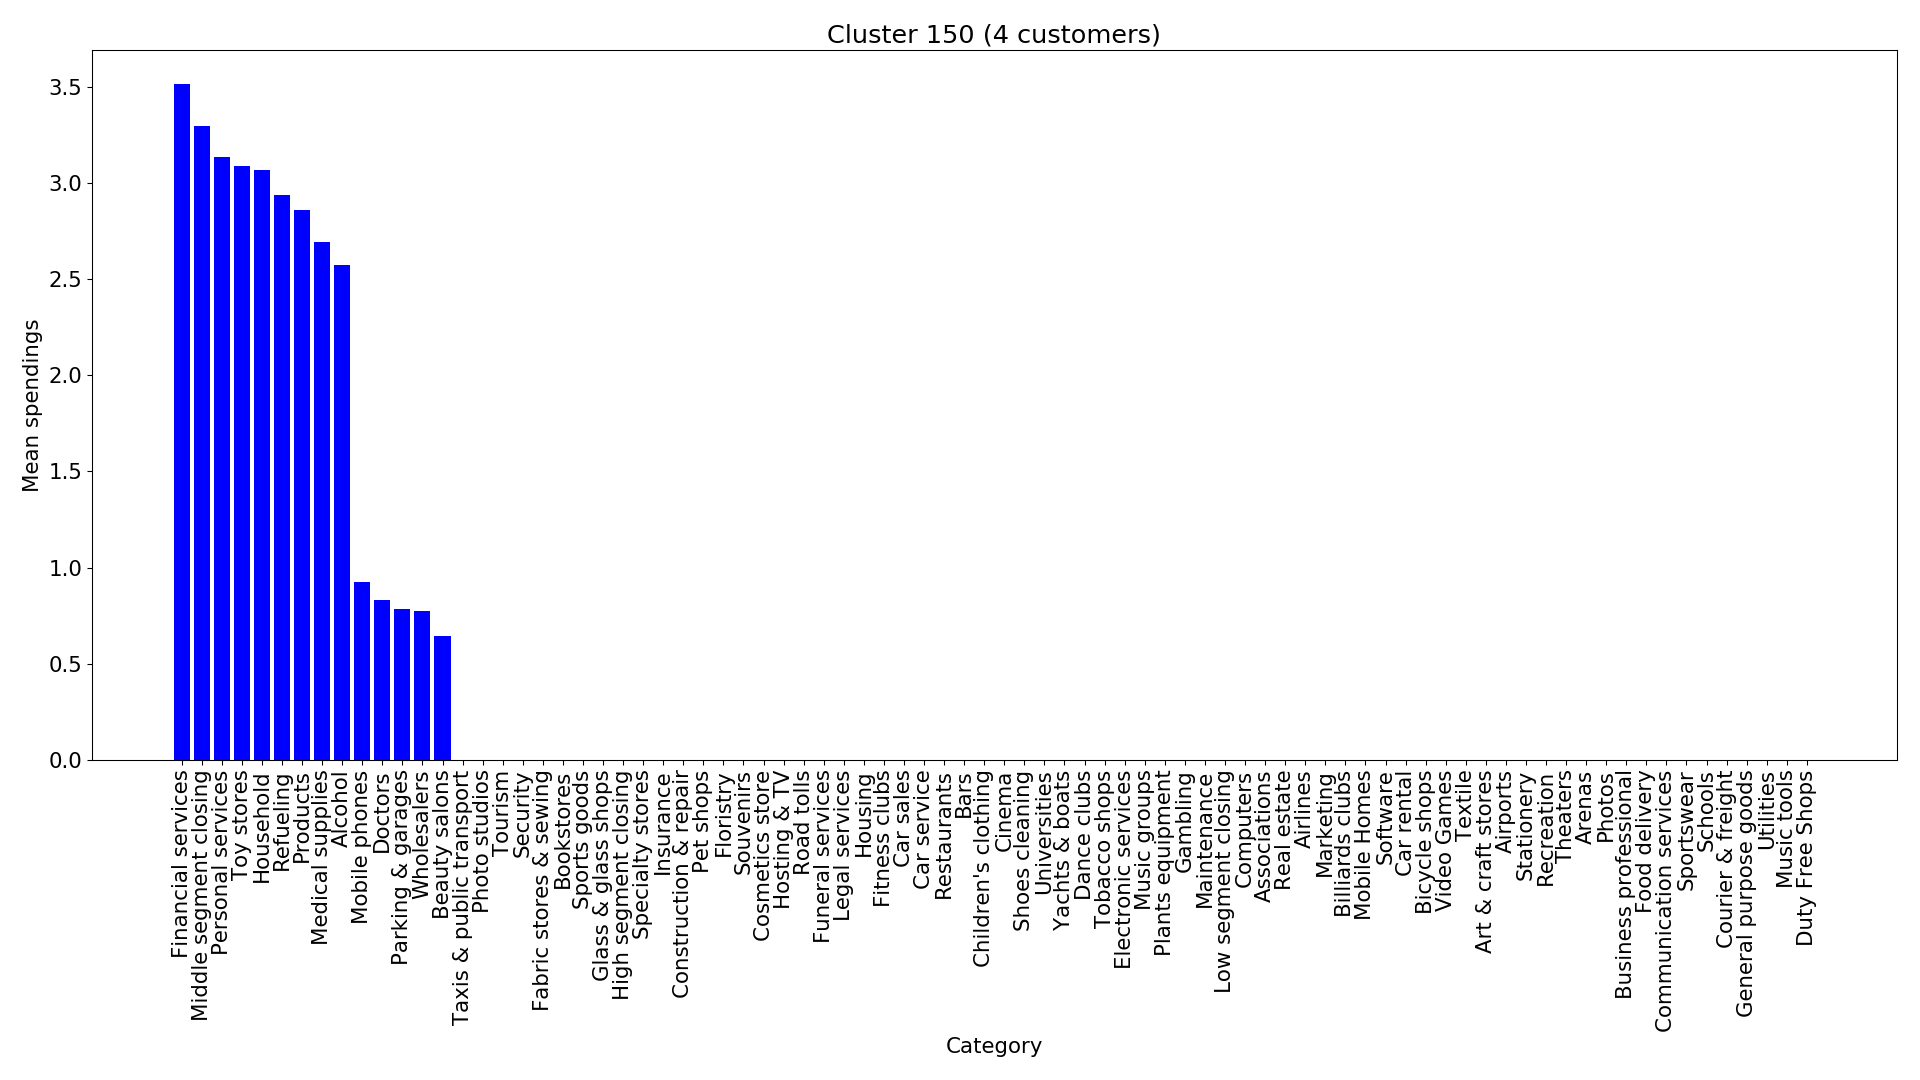 Cluster 150 (4 customers)
Mean spendings
3.5
3.0
2.5
2.0
1.5
1.0
0.5
0.0
Financial services
Middle segment closing
Personal services
Toy stores
Household
Refueling
Products
Medical supplies
Alcohol
Mobile phones
Doctors
Parking & garages
Wholesalers
Beauty salons
Taxis & public transport
Photo studios
Tourism
Security
Fabric stores & sewing
Bookstores
Sports goods
Glass & glass shops
High segment closing
Specialty stores
Insurance
Construction & repair
Pet shops
Floristry
Souvenirs
Cosmetics store
Hosting & TV
Road tolls
Funeral services
Legal services
Housing
Fitness clubs
Car sales
Car service
Restaurants
Bars
Children's clothing
Cinema
Shoes cleaning
Universities
Yachts & boats
Dance clubs
Tobacco shops
Electronic services
Music groups
Plants equipment
Gambling
Maintenance
Low segment closing
Computers
Associations
Real estate
Airlines
Marketing
Billiards clubs
Mobile Homes
Software
Car rental
Bicycle shops
Video Games
Textile
Art & craft stores
Airports
Stationery
Recreation
Theaters
Arenas
Photos
Business professional
Food delivery
Communication services
Sportswear
Schools
Courier & freight
General purpose goods
Utilities
Music tools
Duty Free Shops
Category